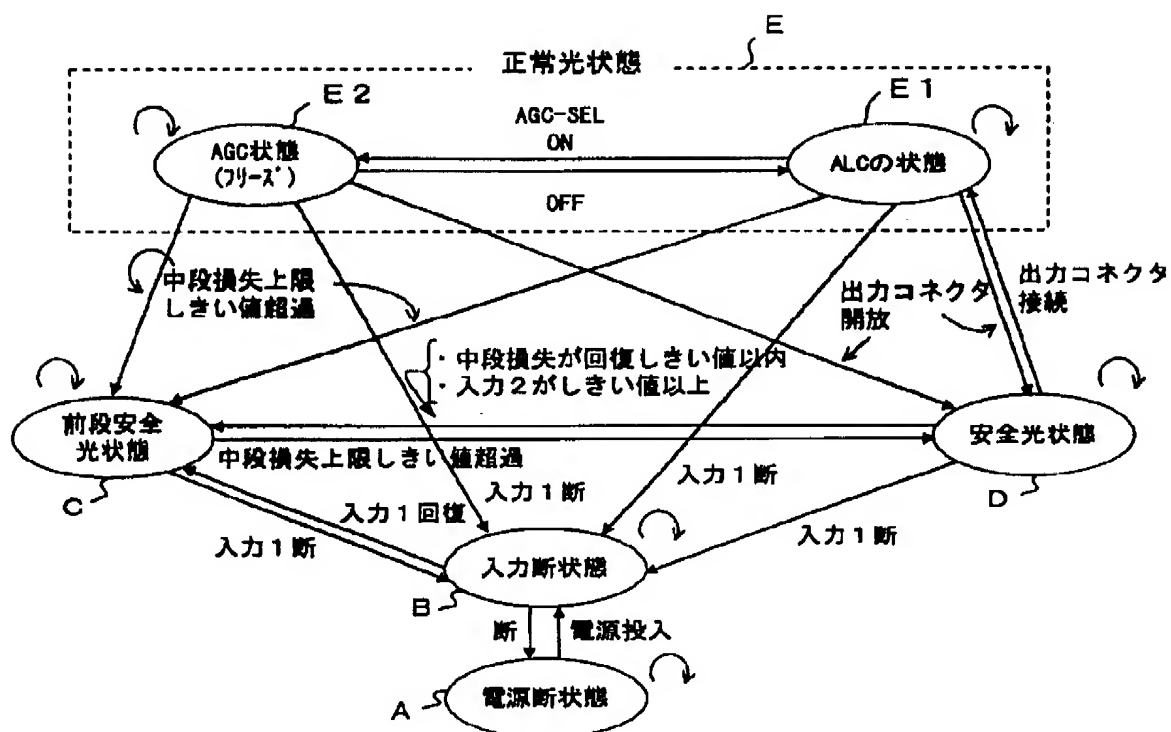 E
正常光状態
E2
E1
AGC-SEL
ON
AGC状態
(ﾌﾘｰｽﾞ)
ALCの状態
OFF
中段損失上限
しきい値超過
出力コネクタ
開放
出力コネクタ
接続
・中段損失が回復しきい値以内
・入力2がしきい値以上
前段安全
光状態
安全光状態
中段損失上限しきい値超過
C
D
入力1断
入力1断
入力1回復
入力1断
入力1断
入力断状態
B
断
電源投入
電源断状態
A